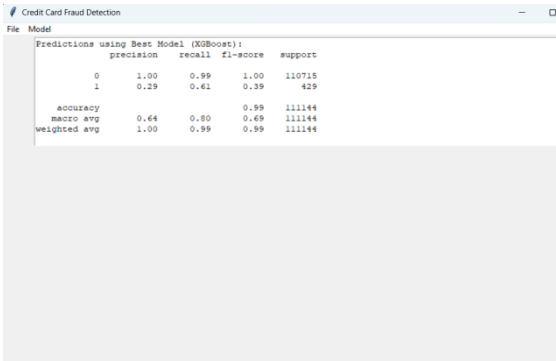 Credit Card Fraud Detection
File Model
Predictions using Best Model (XGBoost):
precision recall f1-score support
0 1.00 0.99 1.00 110715
1 0.29 0.61 0.39 429
accuracy 0.99 111144
macro avg 0.64 0.80 0.69 111144
weighted avg 1.00 0.99 0.99 111144